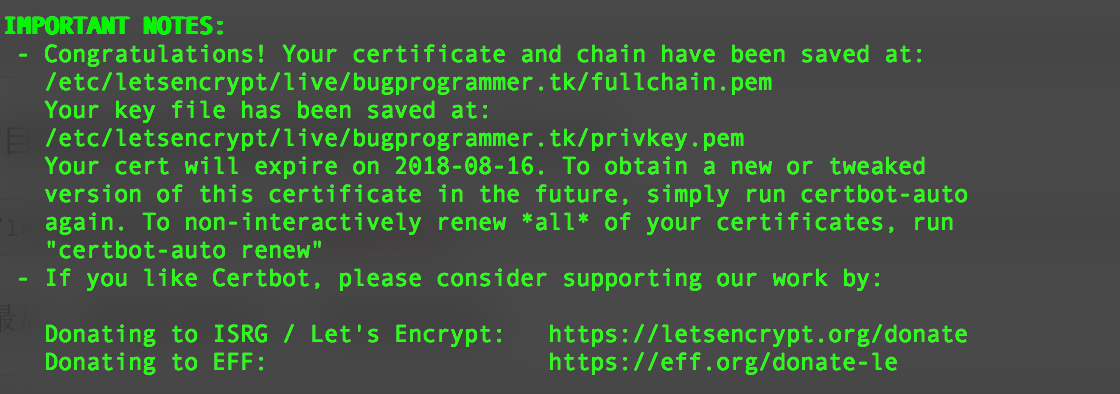 IMPORTANT NOTES:
- Congratulations! Your certificate and chain have been saved at:
/etc/letsencrypt/live/bugprogrammer.tk/fullchain.pem
Your key file has been saved at:
/etc/letsencrypt/live/bugprogrammer.tk/privkey.pem
Your cert will expire on 2018-08-16. To obtain a new or tweaked
version of this certificate in the future, simply run certbot-auto
again. To non-interactively renew *all* of your certificates, run
"certbot-auto renew"
- If you like Certbot, please consider supporting our work by:
Donating to ISRG / Let's Encrypt: https://letsencrypt.org/donate
Donating to EFF: https://eff.org/donate-le